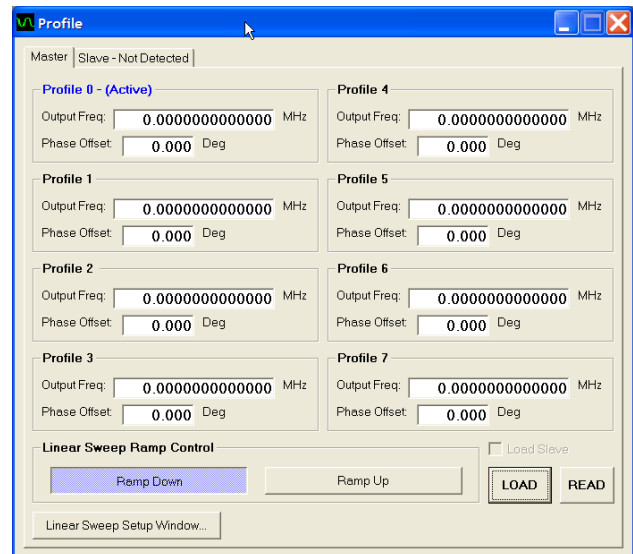 Profile
Master
Slave - Not Detected
Profile 0 - (Active)
Output Freq: 0.0000000000000 MHz
Phase Offset: 0.000 Deg
Profile 1
Output Freq: 0.0000000000000 MHz
Phase Offset: 0.000 Deg
Profile 2
Output Freq: 0.0000000000000 MHz
Phase Offset: 0.000 Deg
Profile 3
Output Freq: 0.0000000000000 MHz
Phase Offset: 0.000 Deg
Profile 4
Output Freq: 0.0000000000000 MHz
Phase Offset: 0.000 Deg
Profile 5
Output Freq: 0.0000000000000 MHz
Phase Offset: 0.000 Deg
Profile 6
Output Freq: 0.0000000000000 MHz
Phase Offset: 0.000 Deg
Profile 7
Output Freq: 0.0000000000000 MHz
Phase Offset: 0.000 Deg
Linear Sweep Ramp Control
Ramp Down
Ramp Up
Load Slave
LOAD
READ
Linear Sweep Setup Window...